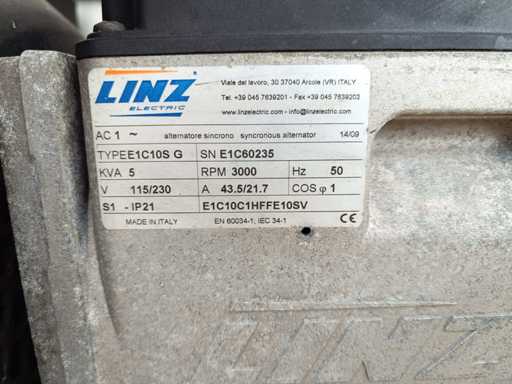 LINZ
ELECTRIC
Viale del lavoro, 30 37040 Arcole (VR) ITALY
Tel. +39 045 7639201 - Fax +39 045 7639202
www.linzelectric.com - info@linzelectric.com
AC 1 ~ alternatore sincrono syncronous alternator 14/09
TYPE E1C10S G SN E1C60235
KVA 5 RPM 3000 Hz 50
V 115/230 A 43.5/21.7 COS φ 1
S1 - IP21 E1C10C1HFFE10SV
MADE IN ITALY EN 60034-1, IEC 34-1 CE
LINZ